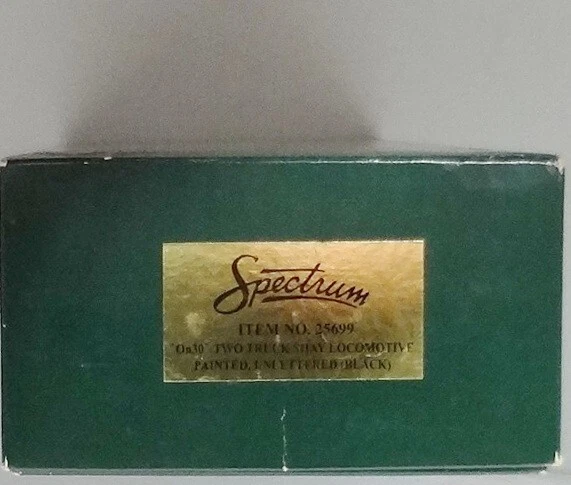 Spectrum
ITEM NO. 25699
"On30" TWO TRUCK SHAY LOCOMOTIVE
PAINTED, UNLETTERED (BLACK)